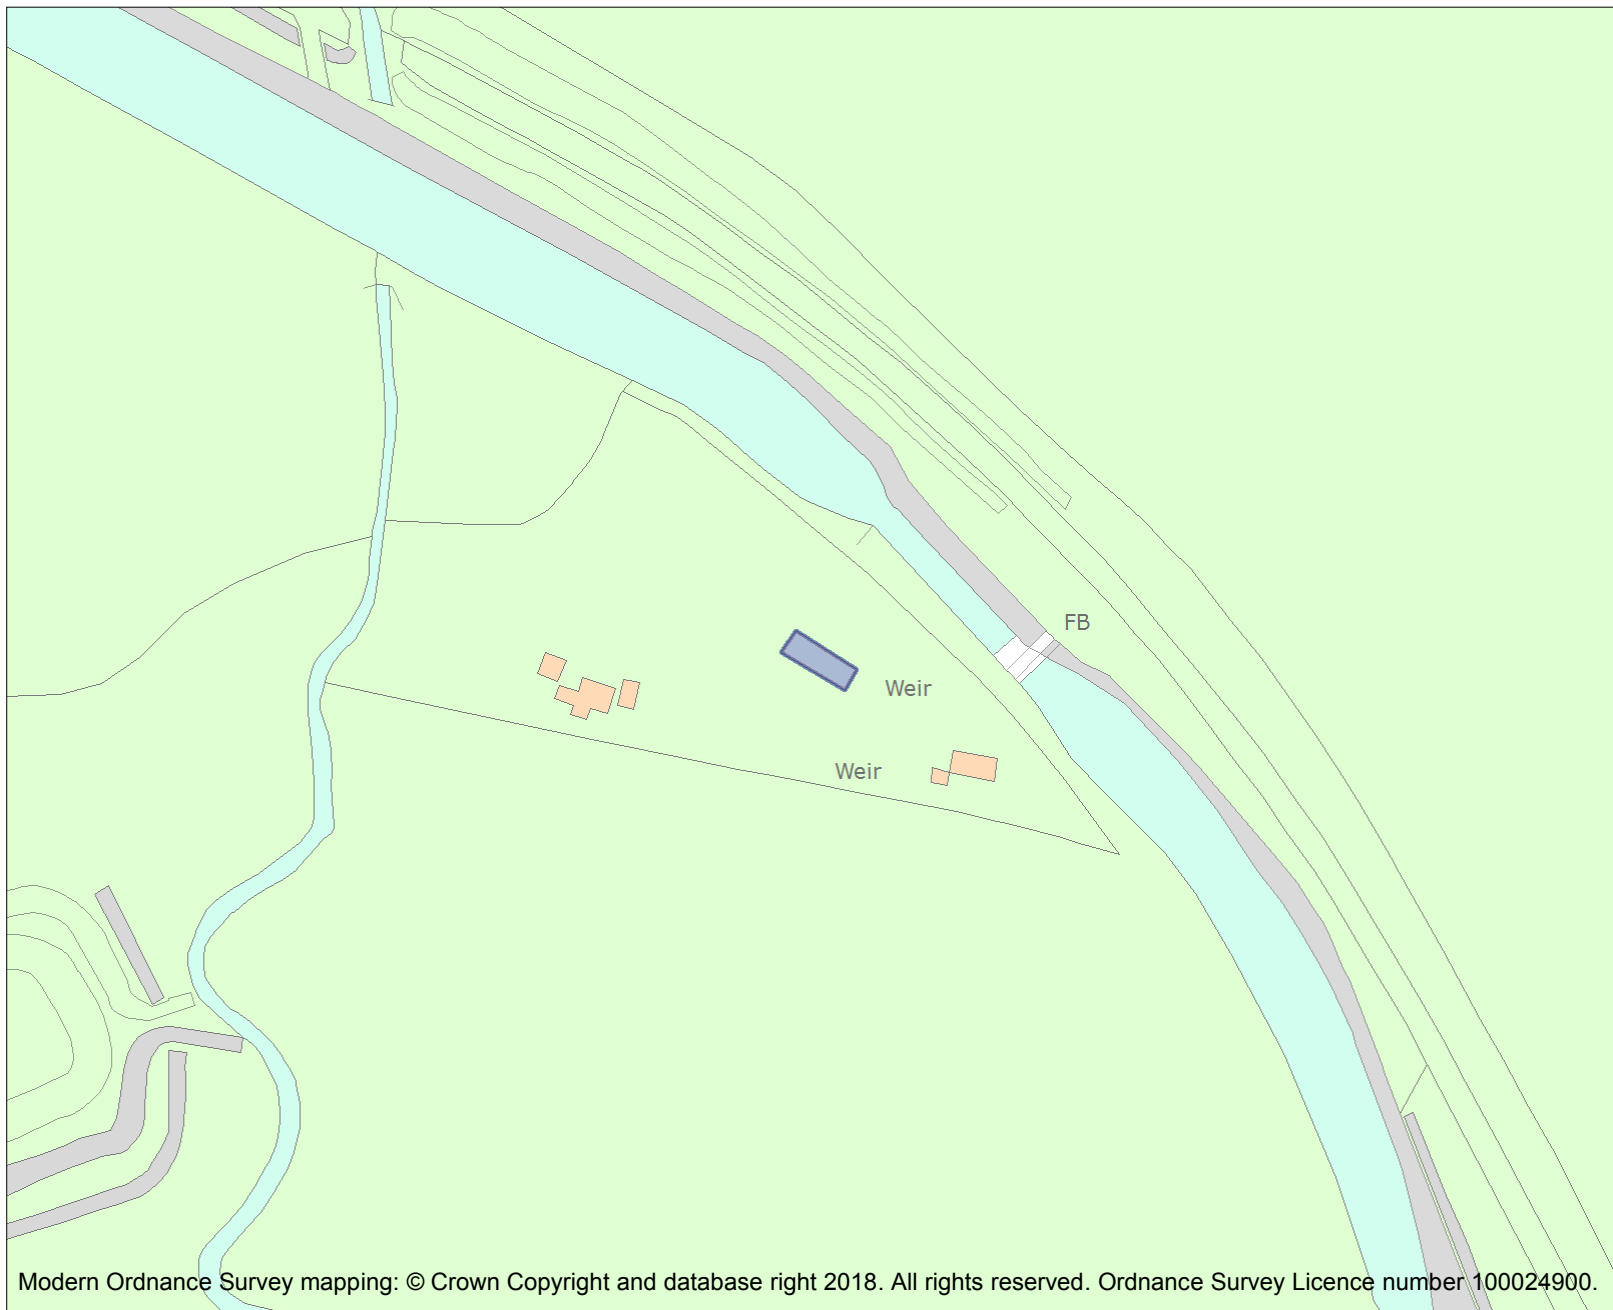 FB
Weir
Weir
Modern Ordnance Survey mapping: © Crown Copyright and database right 2018. All rights reserved. Ordnance Survey Licence number 100024900.